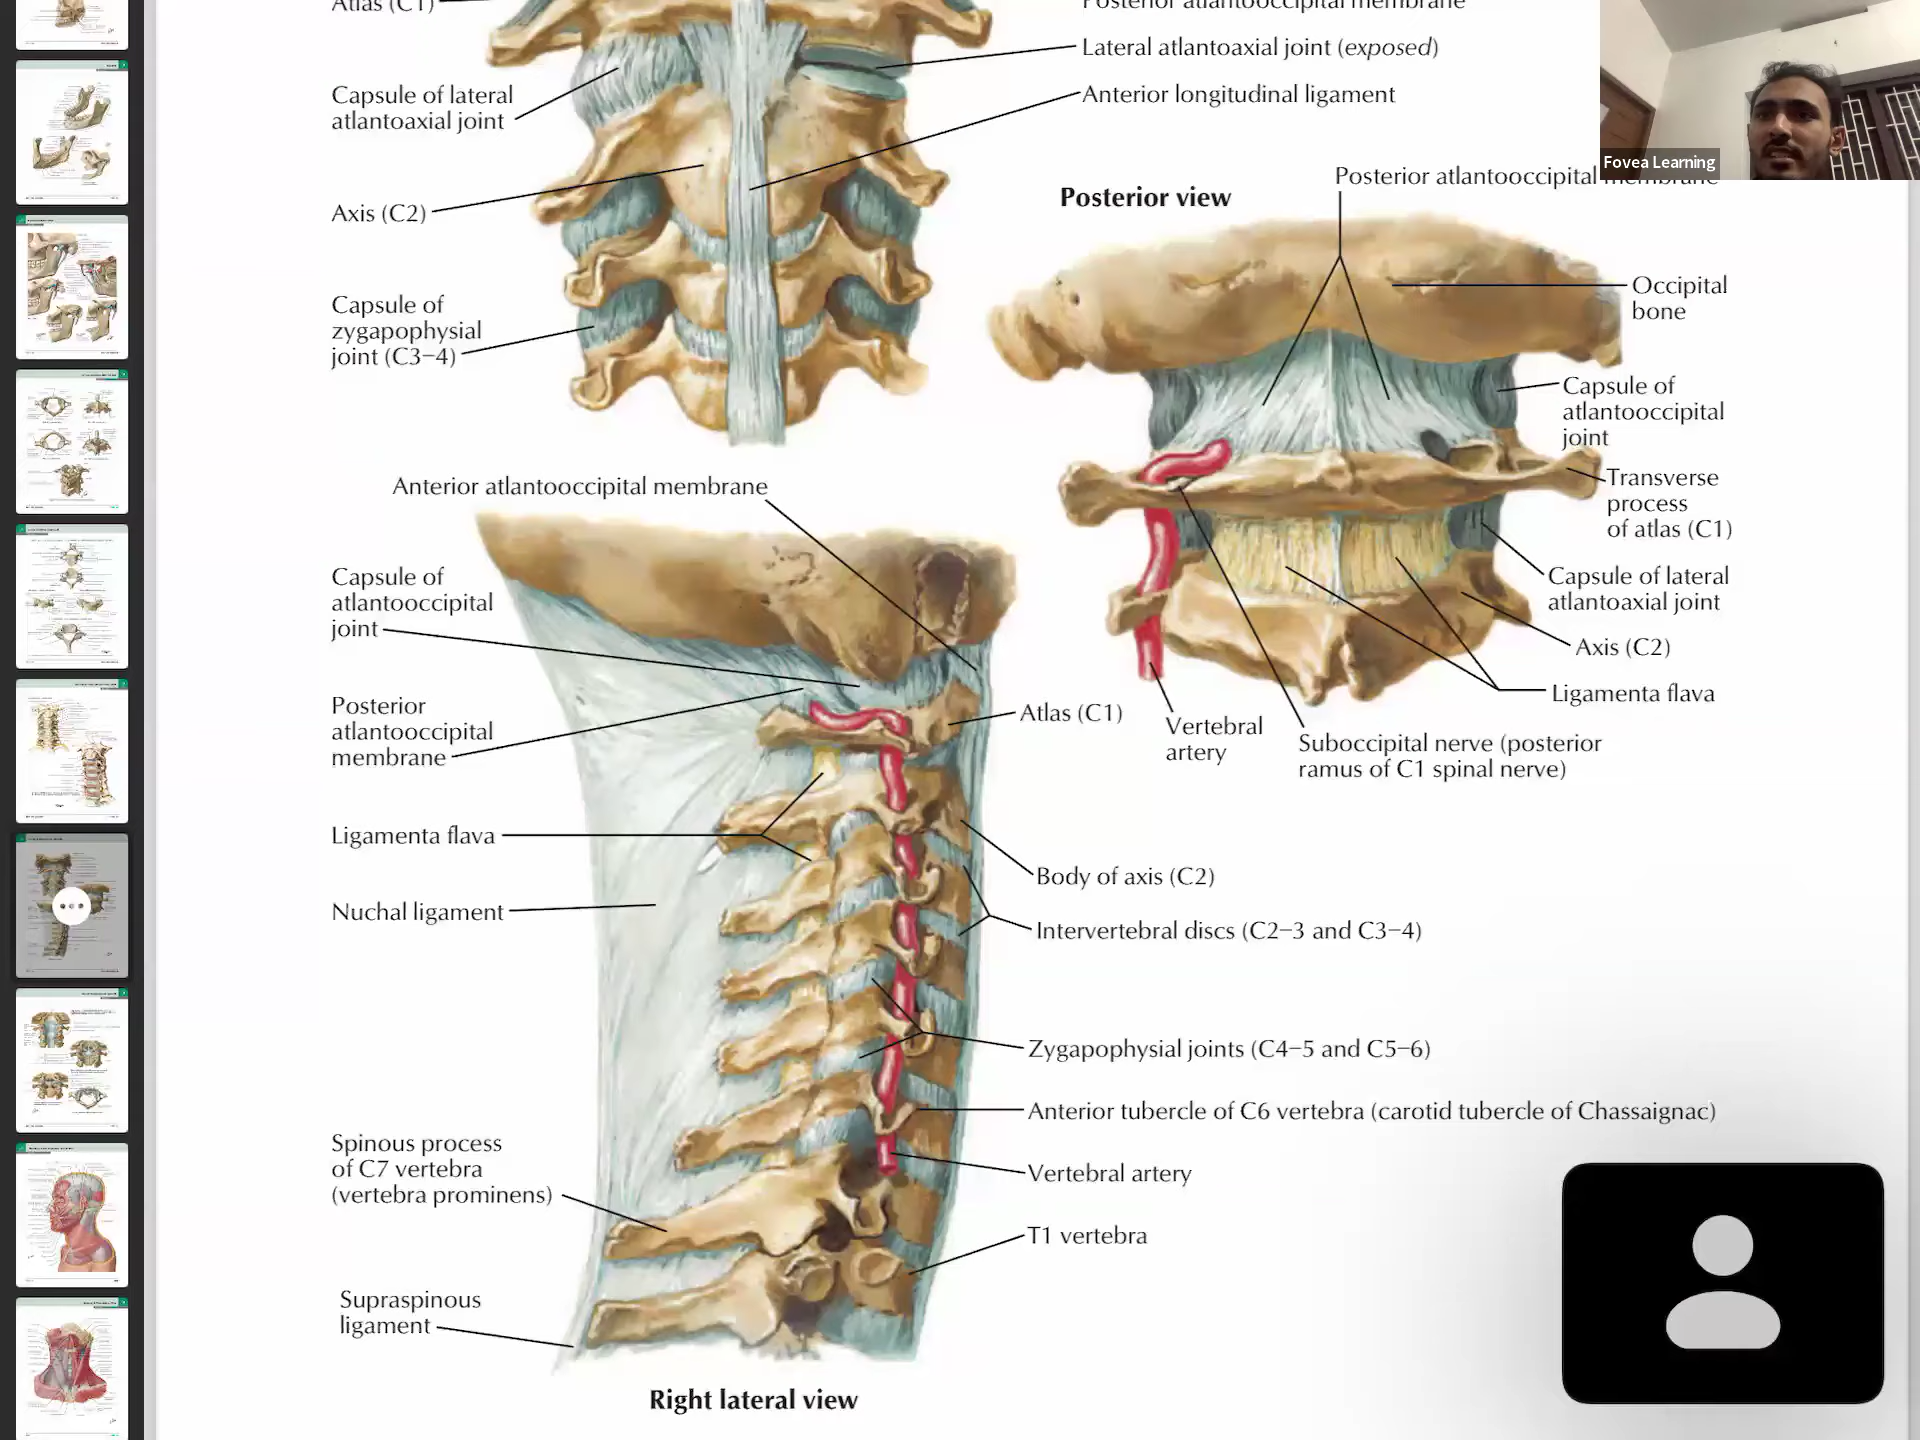 Atlas (C1)
Capsule of lateral
atlantoaxial joint
Axis (C2)
Capsule of
zygapophysial
joint (C3–4)
Posterior atlantooccipital membrane
Lateral atlantoaxial joint (exposed)
Anterior longitudinal ligament
Fovea Learning
Posterior view
Posterior atlantooccipital membrane
Occipital
bone
Capsule of
atlantooccipital
joint
Transverse
process
of atlas (C1)
Capsule of lateral
atlantoaxial joint
Axis (C2)
Ligamenta flava
Vertebral
artery
Suboccipital nerve (posterior
ramus of C1 spinal nerve)
Anterior atlantooccipital membrane
Capsule of
atlantooccipital
joint
Posterior
atlantooccipital
membrane
Ligamenta flava
Nuchal ligament
Spinous process
of C7 vertebra
(vertebra prominens)
Supraspinous
ligament
Atlas (C1)
Body of axis (C2)
Intervertebral discs (C2–3 and C3–4)
Zygapophysial joints (C4–5 and C5–6)
Anterior tubercle of C6 vertebra (carotid tubercle of Chassaignac)
Vertebral artery
T1 vertebra
Right lateral view